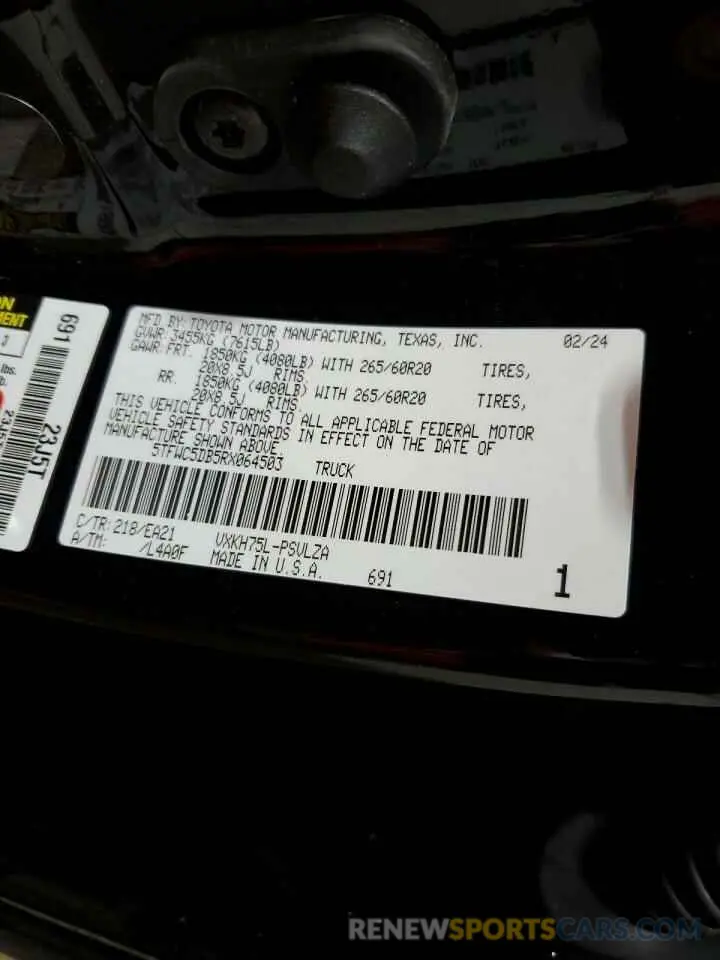 MFD BY: TOYOTA MOTOR MANUFACTURING, TEXAS, INC. 02/24
GVWR: 3455KG (7615LB)
GAWR: FRT. 1850KG (4080LB) WITH 265/60R20 TIRES,
20X8.5J RIMS,
RR. 1850KG (4080LB) WITH 265/60R20 TIRES,
20X8.5J RIMS,
THIS VEHICLE CONFORMS TO ALL APPLICABLE FEDERAL MOTOR
VEHICLE SAFETY STANDARDS IN EFFECT ON THE DATE OF
MANUFACTURE SHOWN ABOVE.
5TFWC5DB5RX064503 TRUCK
C/TR: 218/EA21 VXKH75L-PSVLZA
A/TM: /L4A0F MADE IN U.S.A. 691
1
691
23J5T
lbs.
RENEWSPORTSCARS.COM